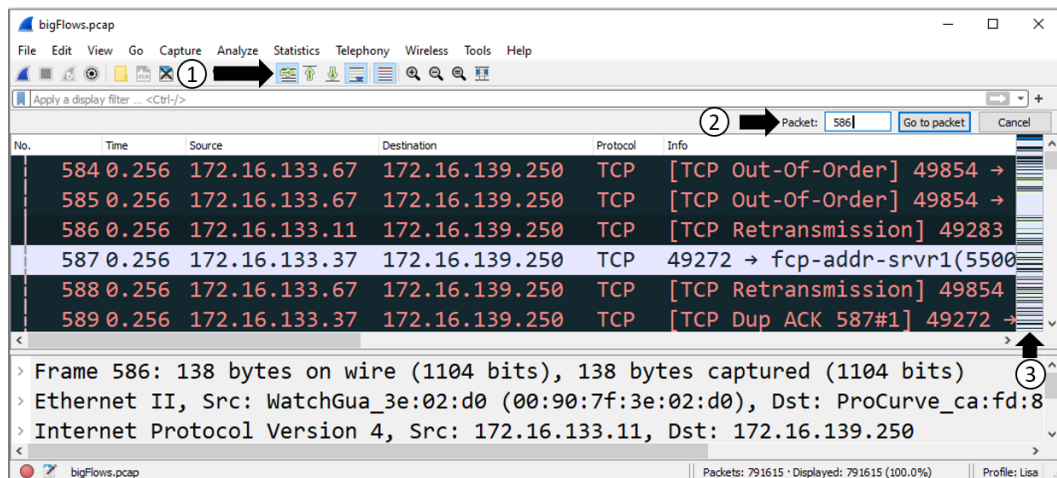 bigFlows.pcap
File Edit View Go Capture Analyze Statistics Telephony Wireless Tools Help
1
Apply a display filter ... <Ctrl-/>
2 Packet: 586 Go to packet Cancel
No. Time Source Destination Protocol Info
584 0.256 172.16.133.67 172.16.139.250 TCP [TCP Out-Of-Order] 49854 →
585 0.256 172.16.133.67 172.16.139.250 TCP [TCP Out-Of-Order] 49854 →
586 0.256 172.16.133.11 172.16.139.250 TCP [TCP Retransmission] 49283
587 0.256 172.16.133.37 172.16.139.250 TCP 49272 → fcp-addr-srvr1(5500
588 0.256 172.16.133.67 172.16.139.250 TCP [TCP Retransmission] 49854
589 0.256 172.16.133.37 172.16.139.250 TCP [TCP Dup ACK 587#1] 49272 →
3
Frame 586: 138 bytes on wire (1104 bits), 138 bytes captured (1104 bits)
Ethernet II, Src: WatchGua_3e:02:d0 (00:90:7f:3e:02:d0), Dst: ProCurve_ca:fd:8
Internet Protocol Version 4, Src: 172.16.133.11, Dst: 172.16.139.250
bigFlows.pcap Packets: 791615 · Displayed: 791615 (100.0%) Profile: Lisa